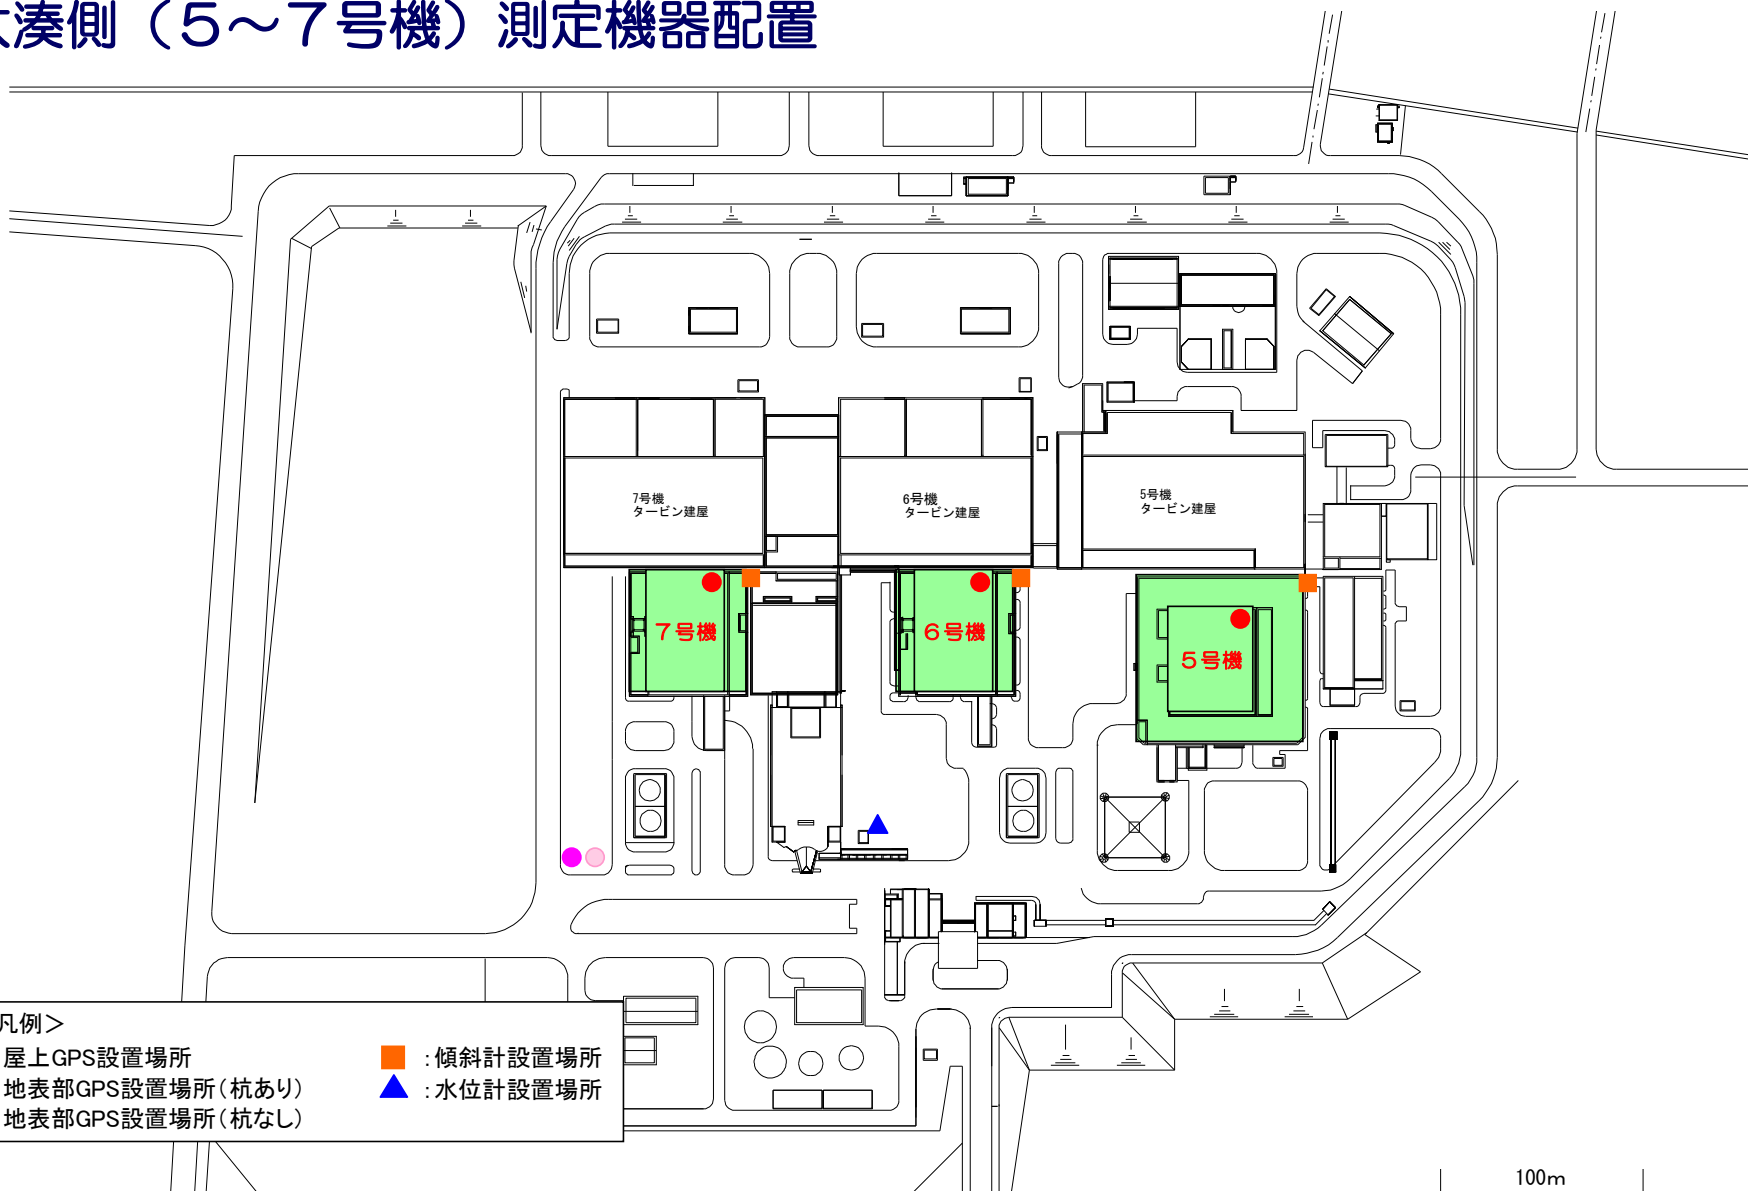 湊側（５～７号機）測定機器配置
7号機
タービン建屋
6号機
タービン建屋
5号機
タービン建屋
７号機
６号機
５号機
凡例＞
屋上GPS設置場所
地表部GPS設置場所（杭あり）
地表部GPS設置場所（杭なし）
：傾斜計設置場所
：水位計設置場所
100m